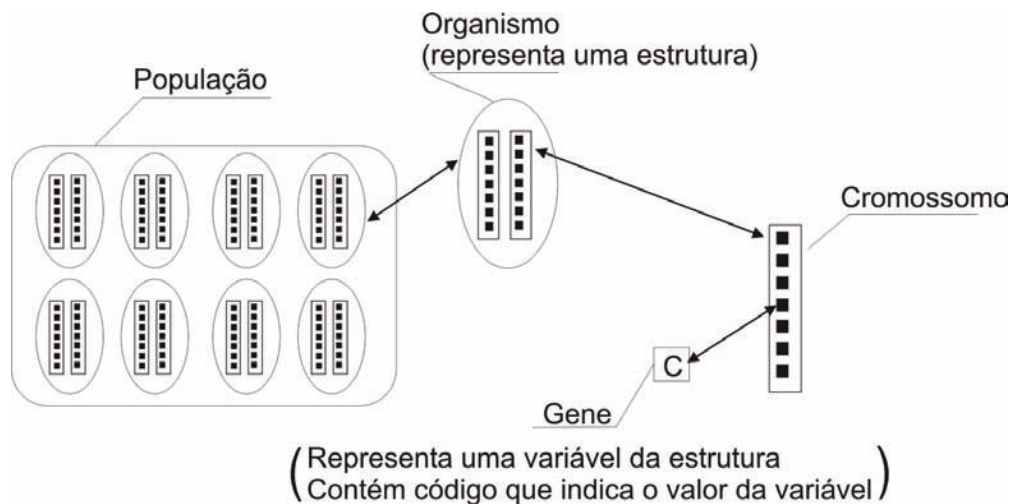 Organismo
(representa uma estrutura)
População
Cromossomo
C
Gene
(Representa uma variável da estrutura
Contém código que indica o valor da variável)